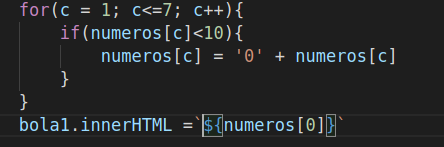 for(c = 1; c<=7; c++){
if(numeros[c]<10){
numeros[c] = '0' + numeros[c]
}
}
bola1.innerHTML =`${numeros[0]}`